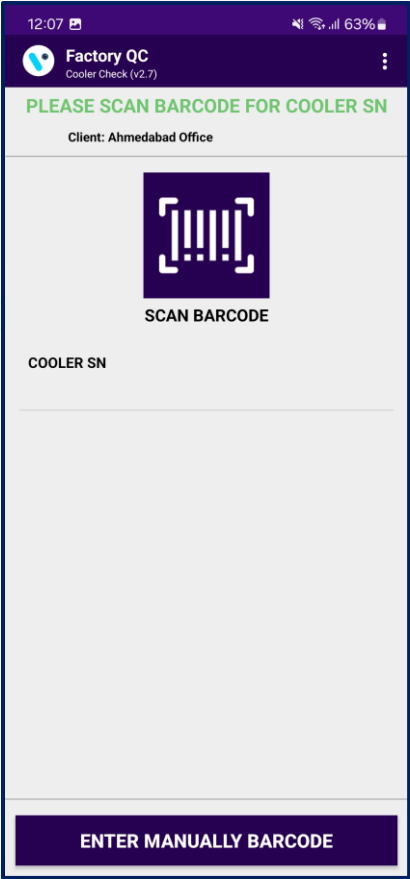 12:07 63%
Factory QC
Cooler Check (v2.7)
PLEASE SCAN BARCODE FOR COOLER SN
Client: Ahmedabad Office
SCAN BARCODE
COOLER SN
ENTER MANUALLY BARCODE